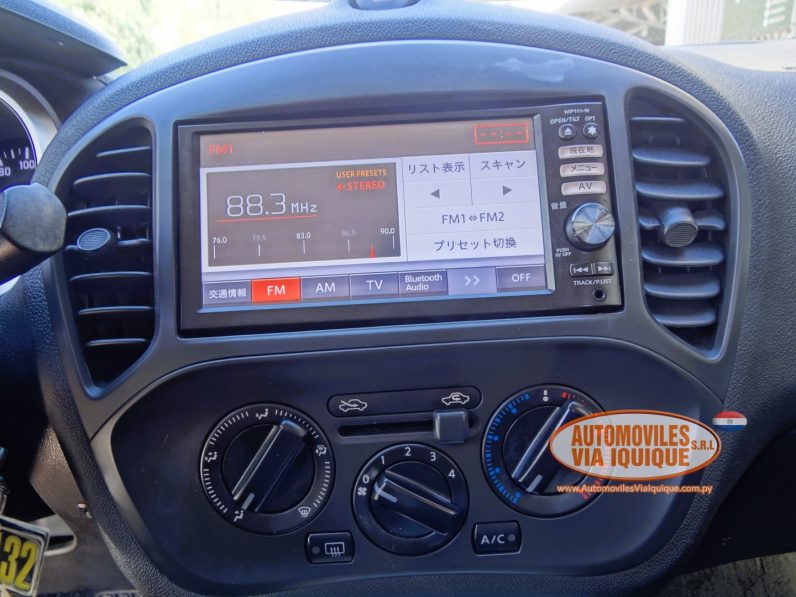 MP111-W
OPEN/TILT OPT
現在地
メニュー
AV
音量
PUSH
AV OFF
TRACK/P.LIST
FM1
--:--
USER PRESETS
STEREO
88.3 MHz
76.0 79.5 83.0 86.5 90.0
リスト表示 スキャン
FM1⇔FM2
プリセット切換
交通情報 FM AM TV Bluetooth Audio >> OFF
80 100
0 1 2 3 4
A/C
32
AUTOMOVILES
VIA IQUIQUE S.R.L
www.AutomovilesViaIquique.com.py